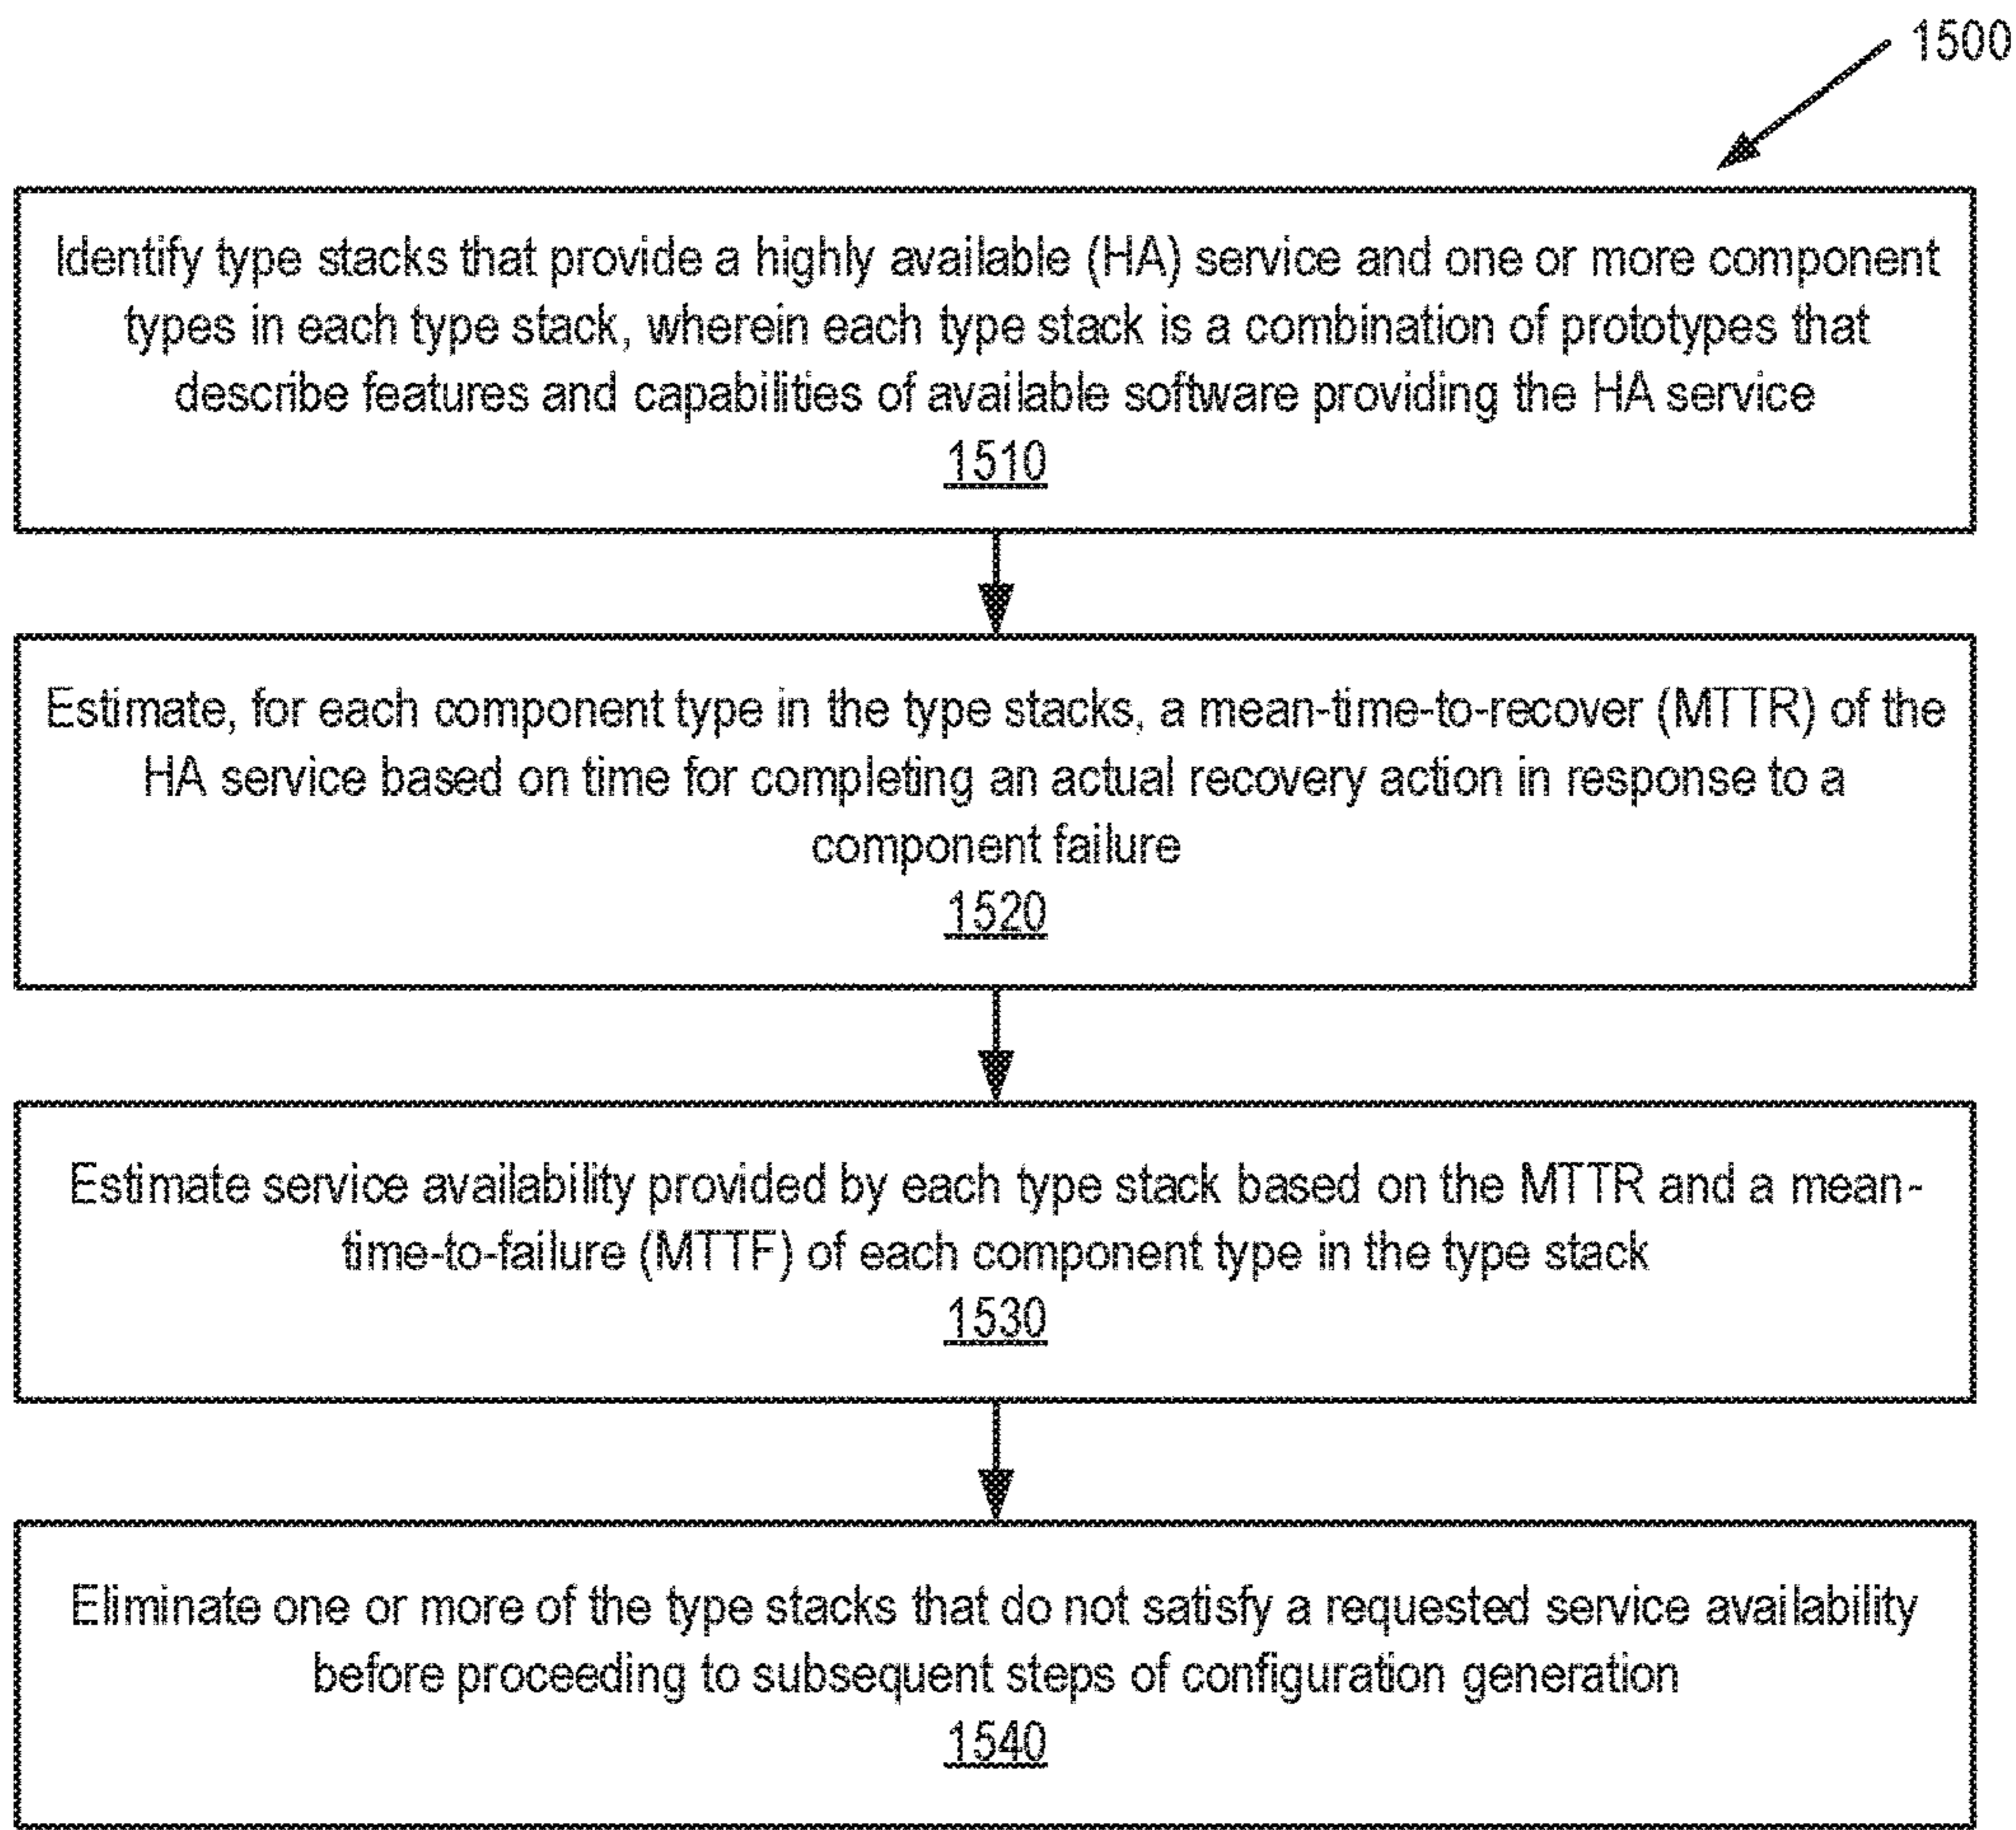 1500
Identify type stacks that provide a highly available (HA) service and one or more component
types in each type stack, wherein each type stack is a combination of prototypes that
describe features and capabilities of available software providing the HA service
1510
Estimate, for each component type in the type stacks, a mean-time-to-recover (MTTR) of the
HA service based on time for completing an actual recovery action in response to a
component failure
1520
Estimate service availability provided by each type stack based on the MTTR and a mean-
time-to-failure (MTTF) of each component type in the type stack
1530
Eliminate one or more of the type stacks that do not satisfy a requested service availability
before proceeding to subsequent steps of configuration generation
1540